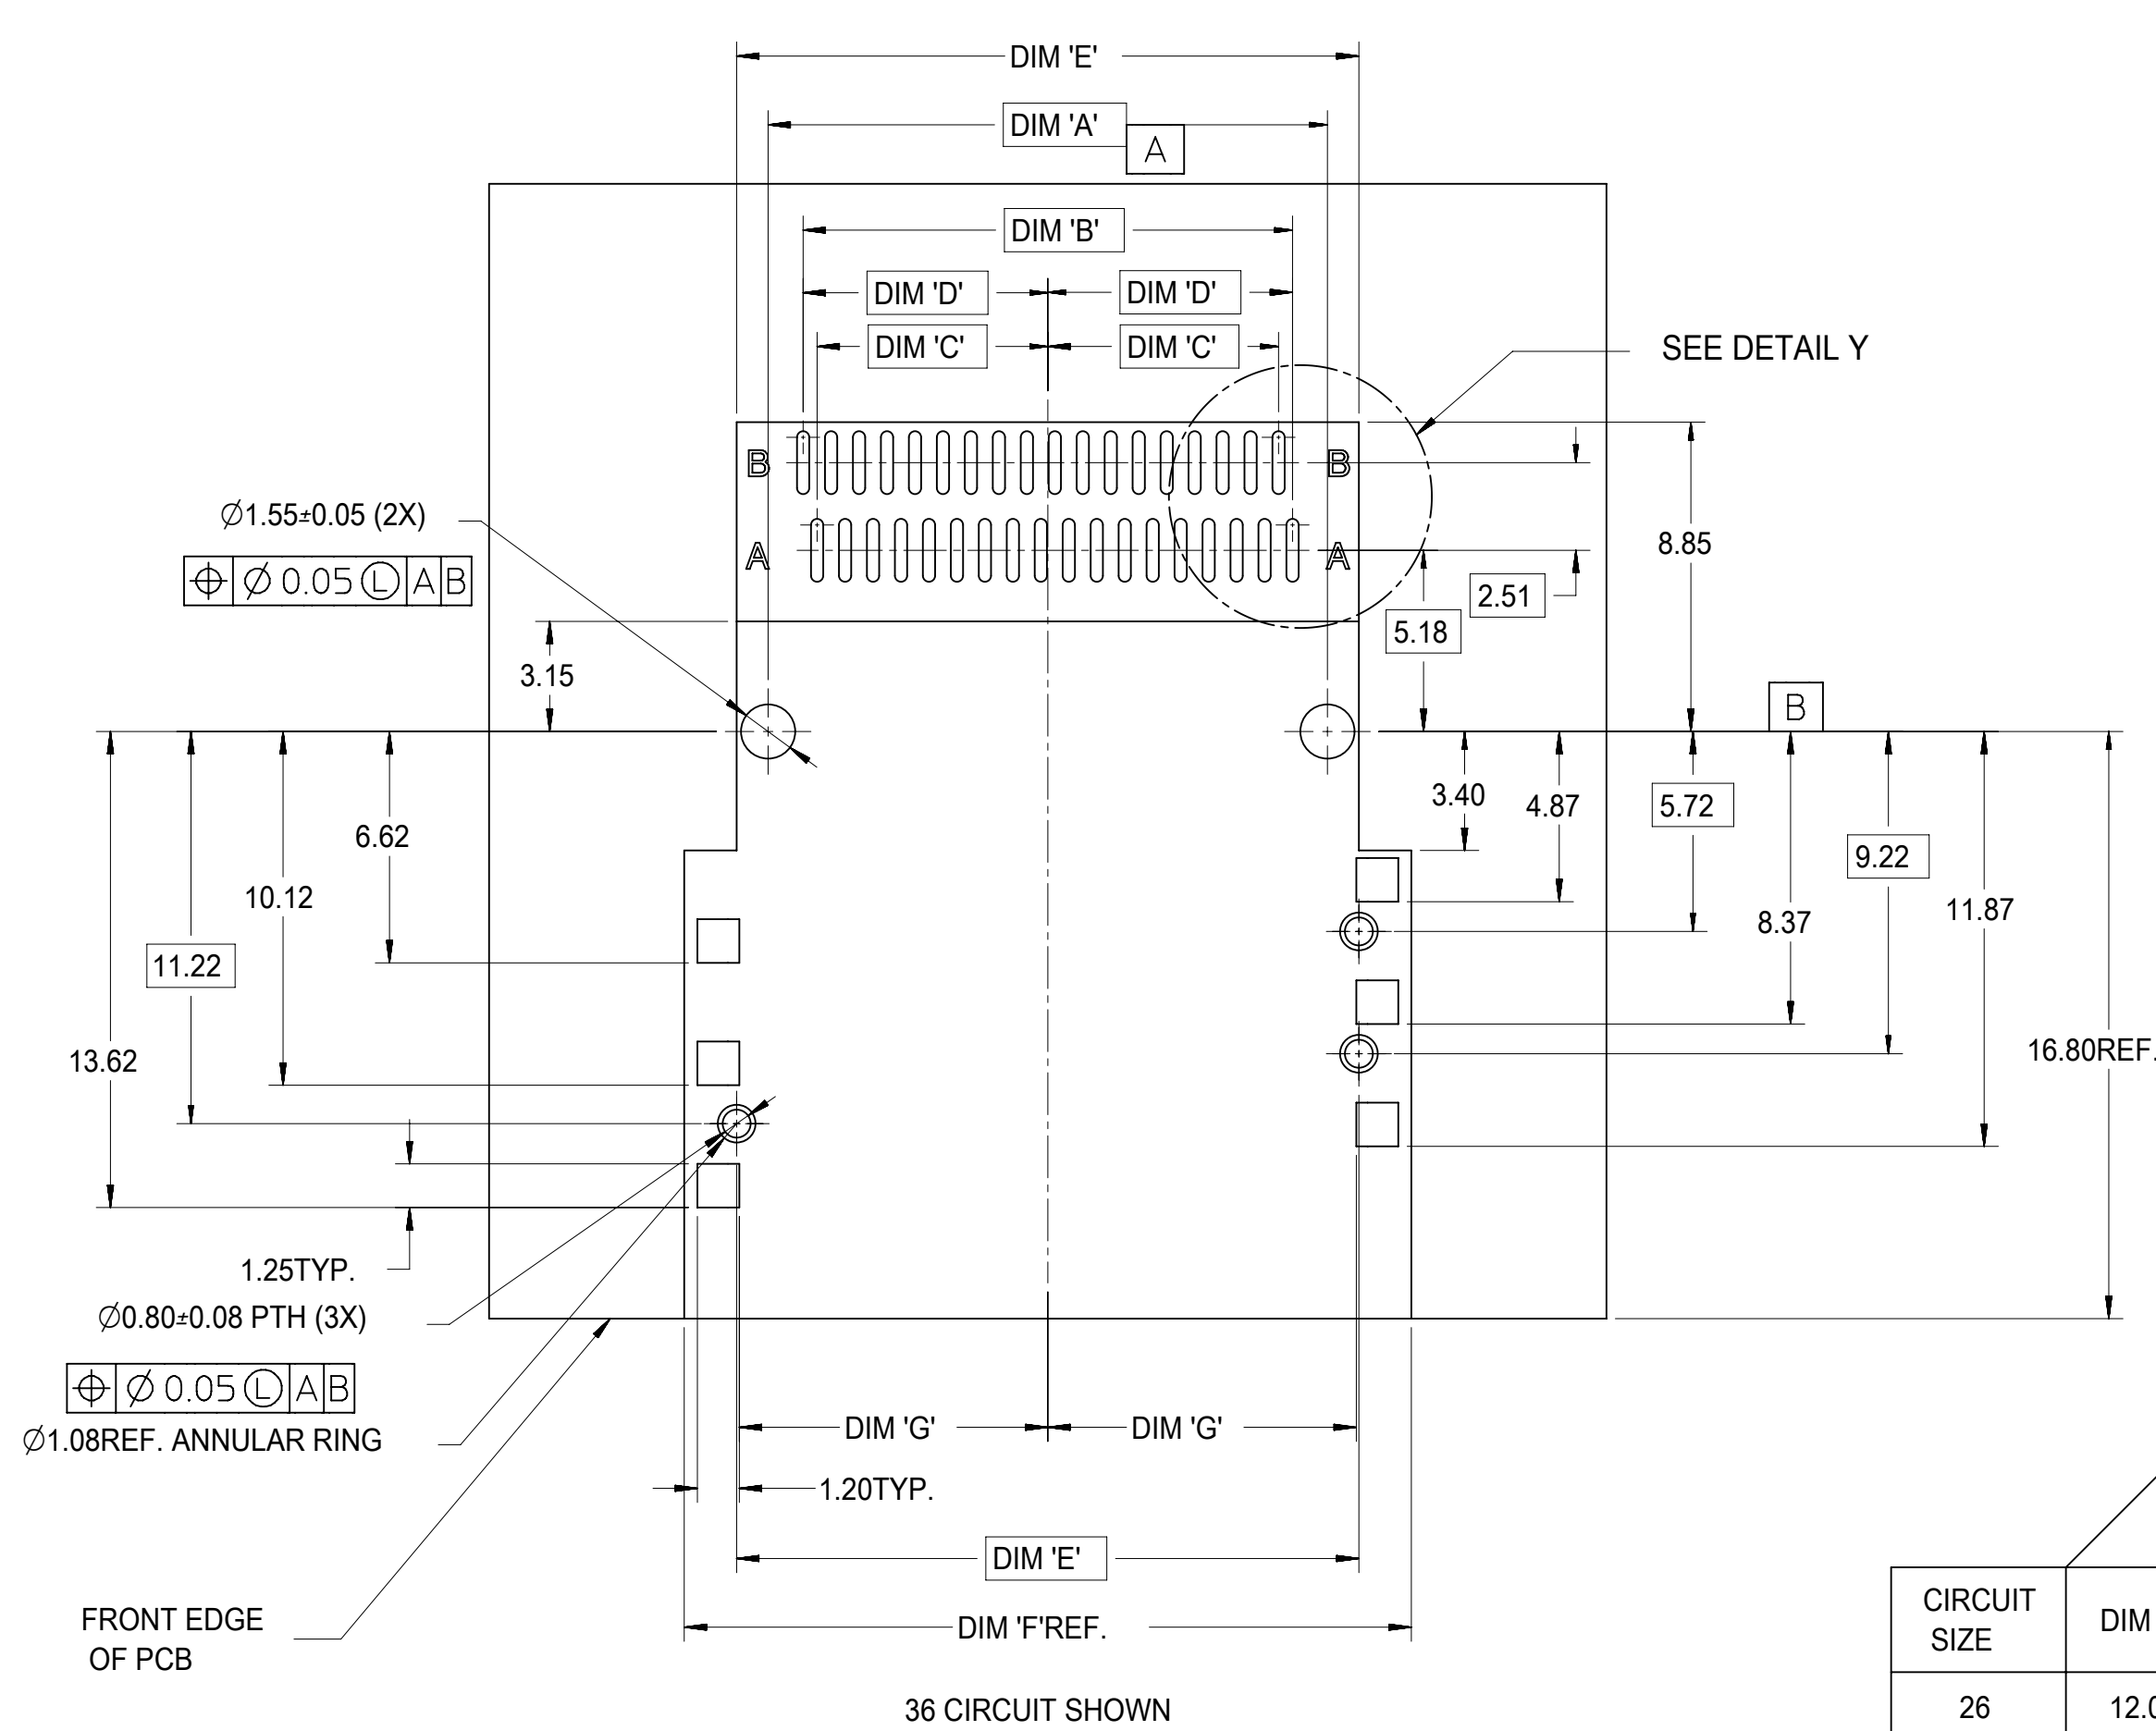 DIM 'E'
DIM 'A'
A
DIM 'B'
DIM 'D' DIM 'D'
DIM 'C' DIM 'C'
SEE DETAIL Y
B B
A A
Ø1.55±0.05 (2X)
⌖ Ø 0.05 Ⓛ A B
8.85
2.51
5.18
3.15
B
3.40
4.87
5.72
9.22
8.37
11.87
16.80REF.
6.62
10.12
11.22
13.62
1.25TYP.
Ø0.80±0.08 PTH (3X)
⌖ Ø 0.05 Ⓛ A B
Ø1.08REF. ANNULAR RING
DIM 'G' DIM 'G'
1.20TYP.
DIM 'E'
DIM 'F'REF.
FRONT EDGE
OF PCB
36 CIRCUIT SHOWN
CIRCUIT
SIZE
DIM
26